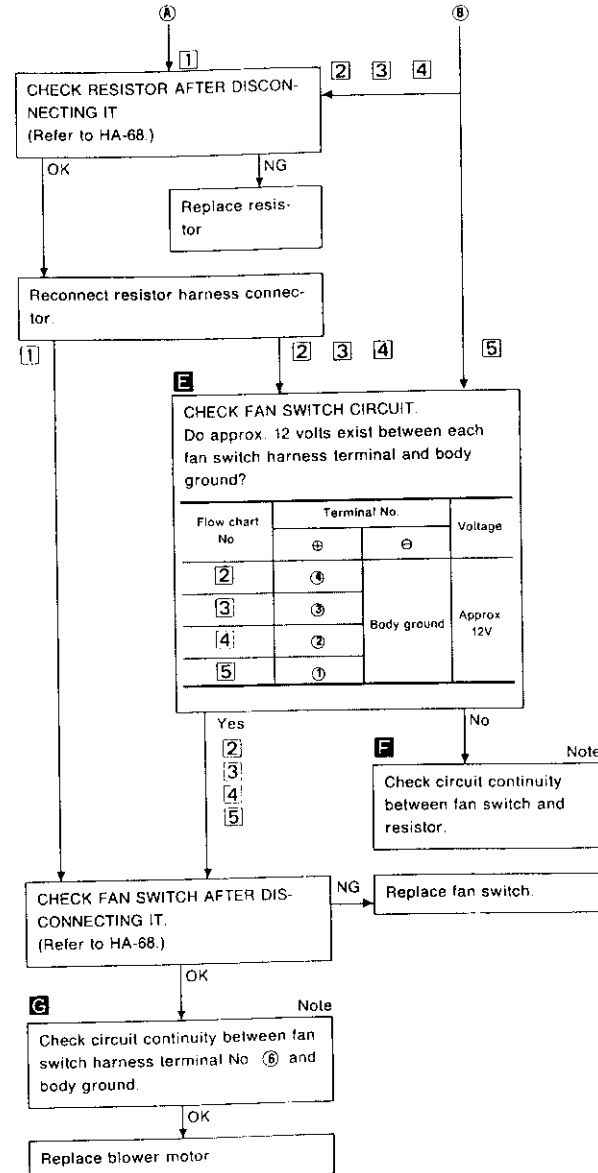 Ⓐ Ⓑ
1
2 3 4
CHECK RESISTOR AFTER DISCON-
NECTING IT
(Refer to HA-68.)
OK
NG
Replace resis-
tor
Reconnect resistor harness connec-
tor.
1
2 3 4
5
E
CHECK FAN SWITCH CIRCUIT.
Do approx. 12 volts exist between each
fan switch harness terminal and body
ground?
Flow chart No
Terminal No.
⊕ ⊖
Voltage
2 ④
3 ③
4 ②
5 ①
Body ground
Approx
12V
Yes
2
3
4
5
No
F
Note
Check circuit continuity
between fan switch and
resistor.
CHECK FAN SWITCH AFTER DIS-
CONNECTING IT.
(Refer to HA-68.)
NG
Replace fan switch.
OK
G
Note
Check circuit continuity between fan
switch harness terminal No ⑥ and
body ground.
OK
Replace blower motor